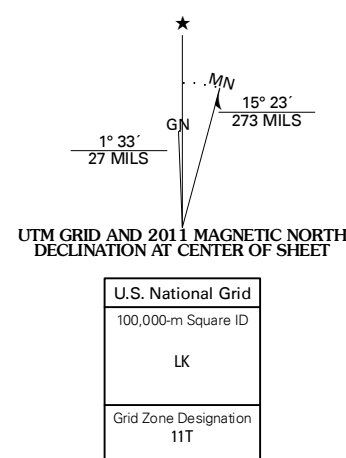 ★
MN
GN
15° 23´
273 MILS
1° 33´
27 MILS
UTM GRID AND 2011 MAGNETIC NORTH
DECLINATION AT CENTER OF SHEET
U.S. National Grid
100,000-m Square ID
LK
Grid Zone Designation
11T